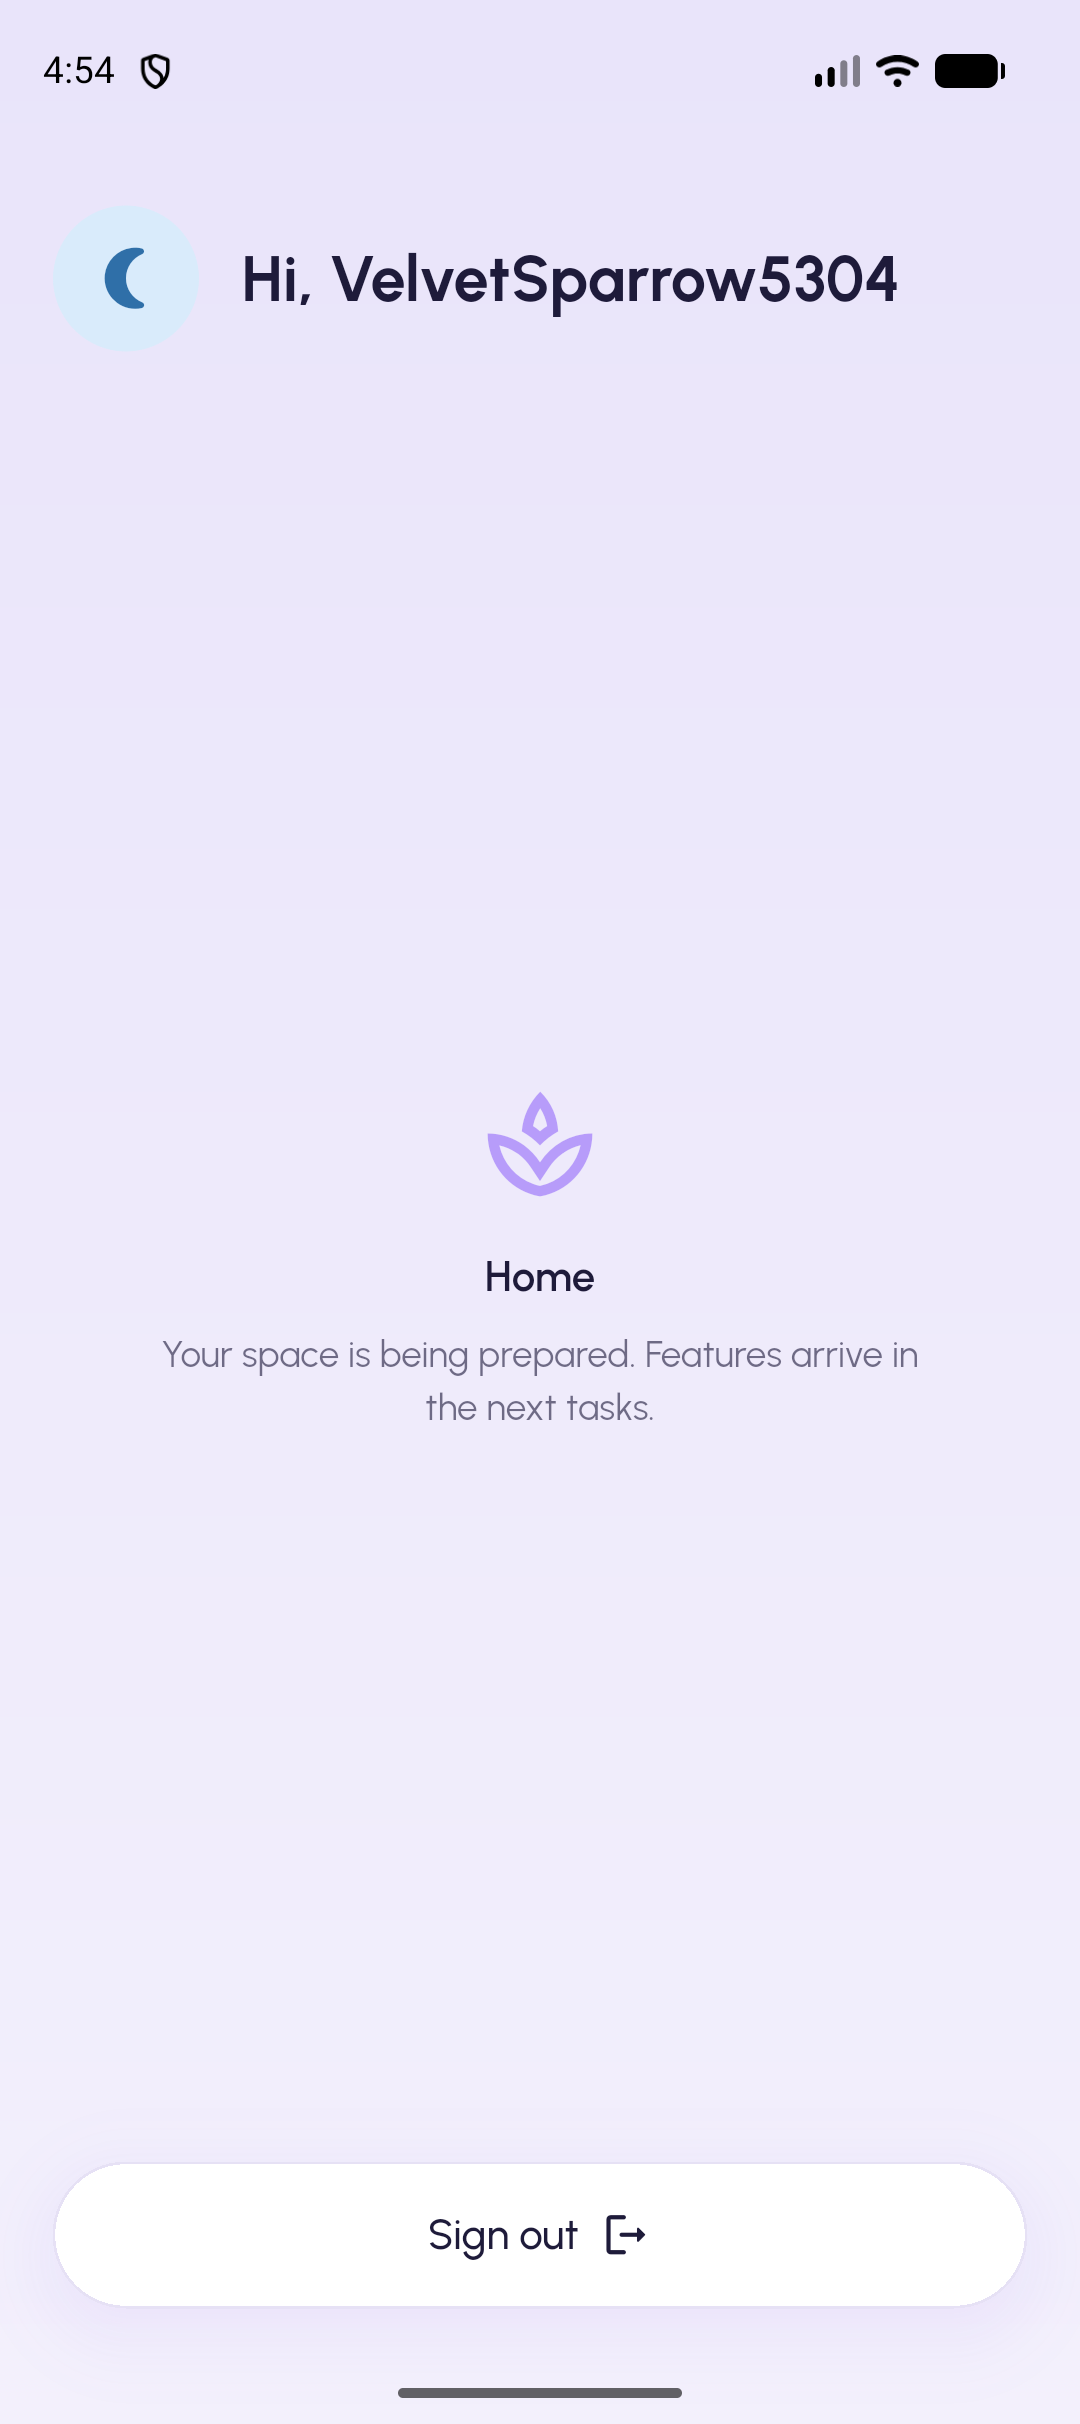 4:54
Hi, VelvetSparrow5304
Home
Your space is being prepared. Features arrive in
the next tasks.
Sign out